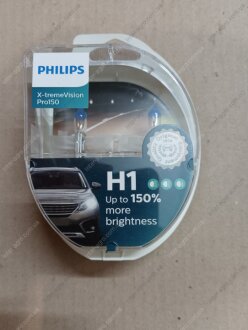 PHILIPS
X-tremeVision
Pro150
H1
Up to 150%
more
brightness